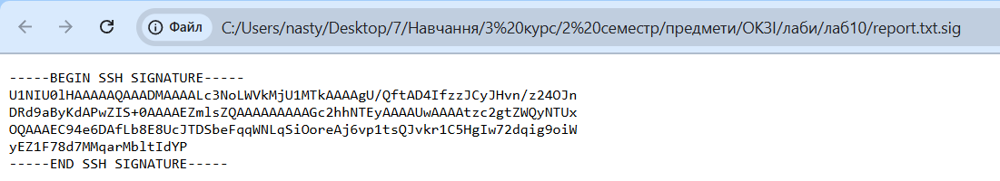 Файл C:/Users/nasty/Desktop/7/Навчання/3%20курс/2%20семестр/предмети/ОКЗІ/лаби/лаб10/report.txt.sig
-----BEGIN SSH SIGNATURE-----
U1NIU0lHAAAAAQAAADMAAAALc3NoLWVkMjU1MTkAAAAgU/QftAD4IfzzJCyJHvn/z24OJn
DRd9aByKdAPwZIS+0AAAAEZmlsZQAAAAAAAAAGc2hhNTEyAAAAUwAAAAtzc2gtZWQyNTUx
OQAAAEC94e6DAfLb8E8UcJTDSbeFqqWNLqSiOoreAj6vp1tsQJvkr1C5HgIw72dqig9oiW
yEZ1F78d7MMqarMbltIdYP
-----END SSH SIGNATURE-----